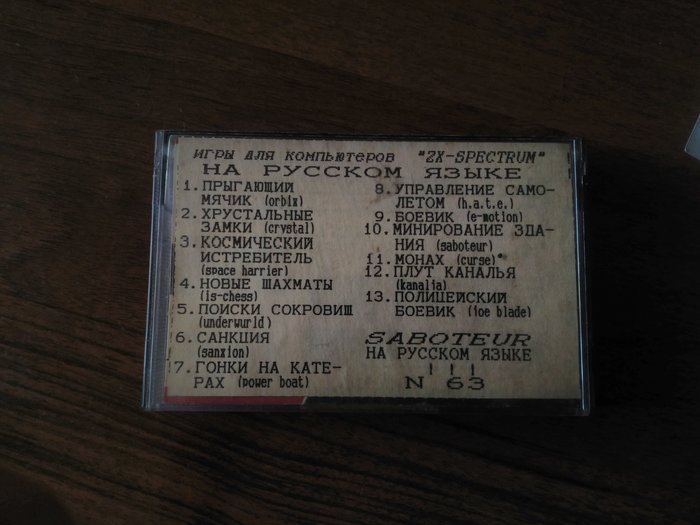 ИГРЫ ДЛЯ КОМПЬЮТЕРОВ "ZX-SPECTRUM"
НА РУССКОМ ЯЗЫКЕ
1. ПРЫГАЮЩИЙ
МЯЧИК (orbix)
2. ХРУСТАЛЬНЫЕ
ЗАМКИ (crystal)
3. КОСМИЧЕСКИЙ
ИСТРЕБИТЕЛЬ
(space harrier)
4. НОВЫЕ ШАХМАТЫ
(is-chess)
5. ПОИСКИ СОКРОВИЩ
(underwurld)
6. САНКЦИЯ
(sanxion)
7. ГОНКИ НА КАТЕ-
РАХ (power boat)
8. УПРАВЛЕНИЕ САМО-
ЛЕТОМ (h.a.t.e.)
9. БОЕВИК (e-motion)
10. МИНИРОВАНИЕ ЗДА-
НИЯ (saboteur)
11. МОНАХ (curse)
12. ПЛУТ КАНАЛЬЯ
(kanalia)
13. ПОЛИЦЕЙСКИЙ
БОЕВИК (joe blade)
SABOTEUR
НА РУССКОМ ЯЗЫКЕ
! ! !
N 63